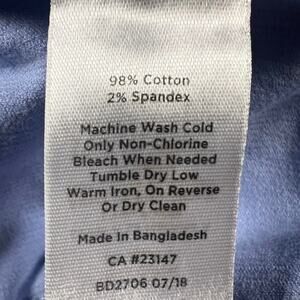 98% Cotton
2% Spandex
Machine Wash Cold
Only Non-Chlorine
Bleach When Needed
Tumble Dry Low
Warm Iron, On Reverse
Or Dry Clean
Made in Bangladesh
CA #23147
BD2706 07/18